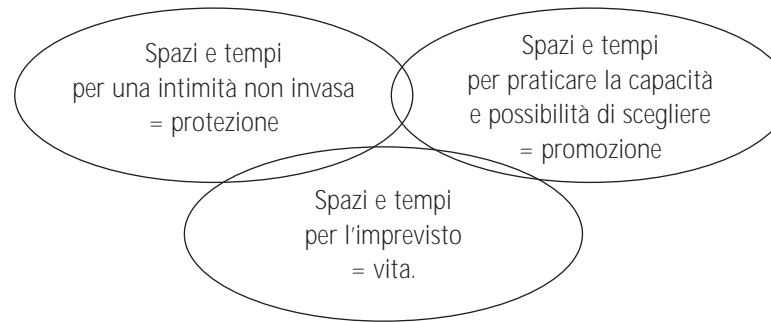 Spazi e tempi
per una intimità non invasa
= protezione
Spazi e tempi
per praticare la capacità
e possibilità di scegliere
= promozione
Spazi e tempi
per l'imprevisto
= vita.